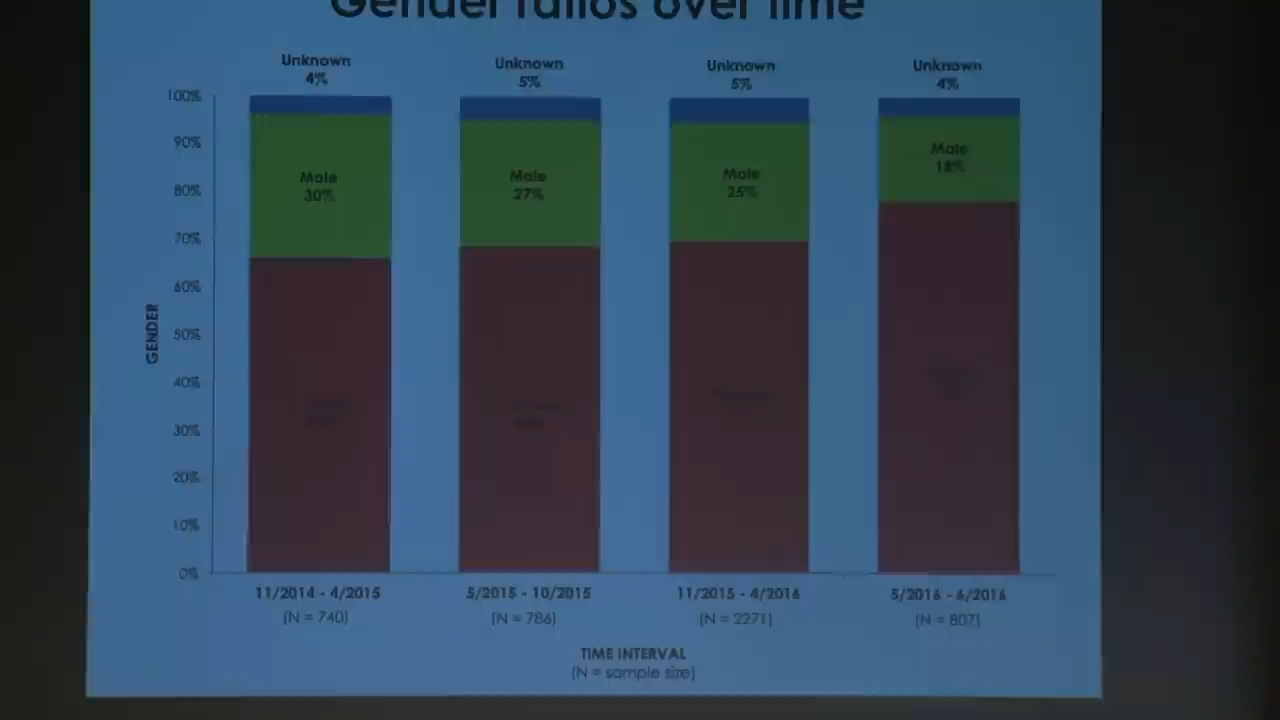 Gender ratios over time
Unknown
4%
Unknown
5%
Unknown
5%
Unknown
4%
100%
90%
80%
70%
60%
50%
40%
30%
20%
10%
0%
GENDER
Male
30%
Male
27%
Male
25%
Male
18%
11/2014 - 4/2015
(N = 740)
5/2015 - 10/2015
(N = 786)
11/2015 - 4/2016
(N = 2271)
5/2016 - 6/2016
(N = 807)
TIME INTERVAL
(N = sample size)